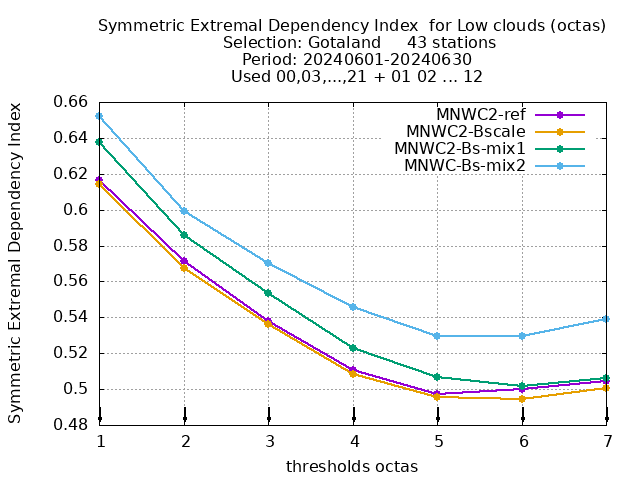 Symmetric Extremal Dependency Index  for Low clouds (octas)
Selection: Gotaland     43 stations
Period: 20240601-20240630
Used 00,03,...,21 + 01 02 ... 12
Symmetric Extremal Dependency Index
0.66
0.64
0.62
0.6
0.58
0.56
0.54
0.52
0.5
0.48
MNWC2-ref
MNWC2-Bscale
MNWC2-Bs-mix1
MNWC-Bs-mix2
1 2 3 4 5 6 7
thresholds octas